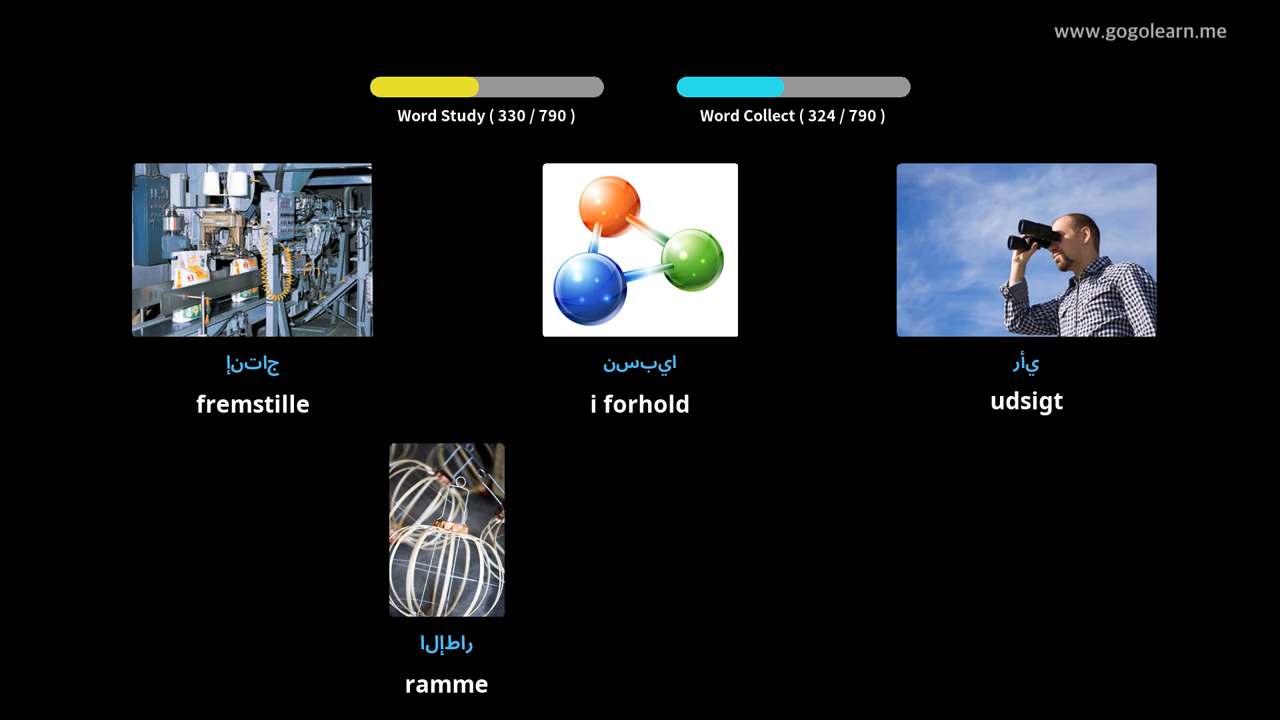 www.gogolearn.me
Word Study ( 330 / 790 )
Word Collect ( 324 / 790 )
إنتاج
نسبيا
رأي
fremstille
i forhold
udsigt
الإطار
ramme